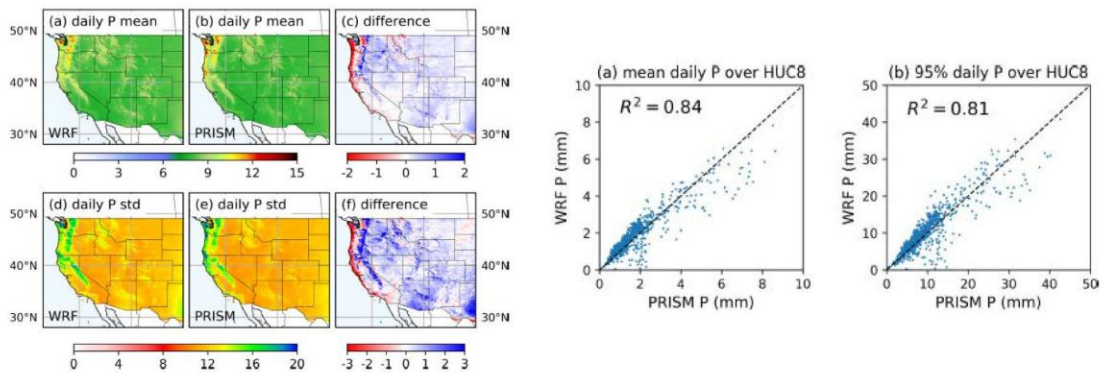 (a) daily P mean (b) daily P mean (c) difference
50°N 50°N
40°N 40°N
30°N 30°N
WRF PRISM
0 3 6 9 12 15 -2 -1 0 1 2
(d) daily P std (e) daily P std (f) difference
50°N 50°N
40°N 40°N
30°N 30°N
WRF PRISM
0 4 8 12 16 20 -3 -2 -1 0 1 2 3
(a) mean daily P over HUC8
R² = 0.84
WRF P (mm)
10
8
6
4
2
0
0 2 4 6 8 10
PRISM P (mm)
(b) 95% daily P over HUC8
R² = 0.81
WRF P (mm)
50
40
30
20
10
0
0 10 20 30 40 50
PRISM P (mm)